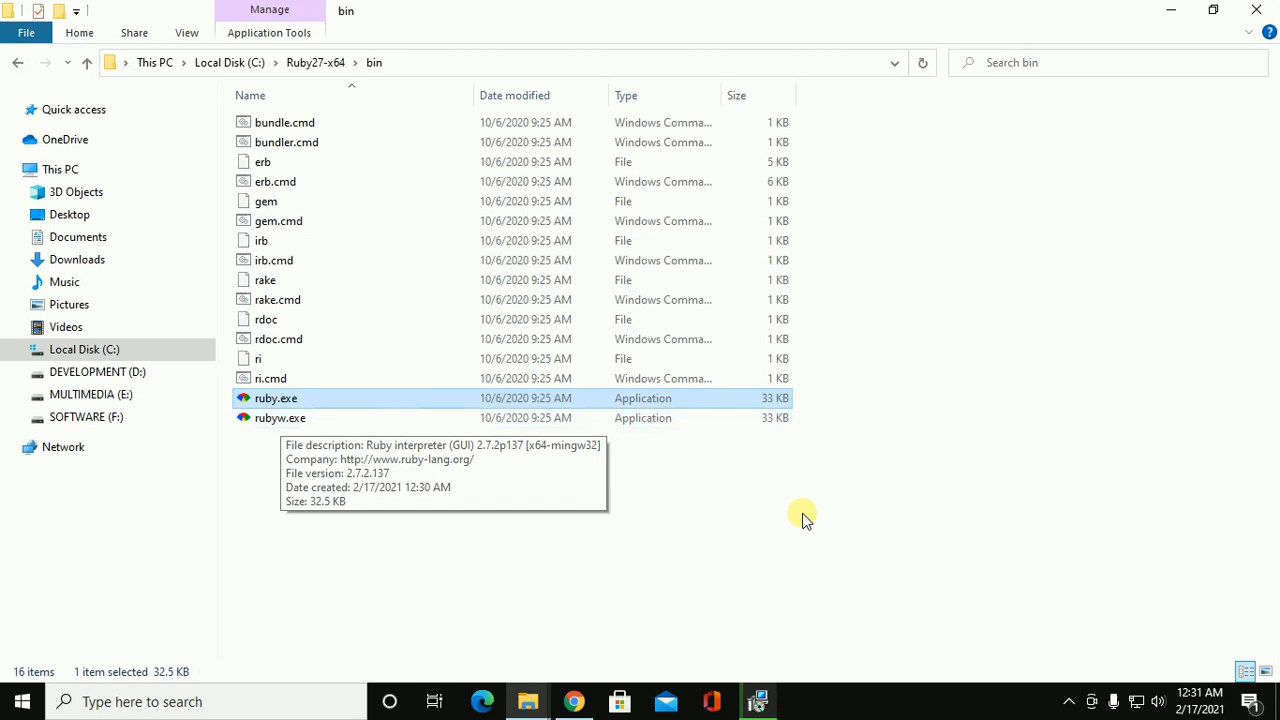 Manage
bin
File
Home
Share
View
Application Tools
This PC
Local Disk (C:)
Ruby27-x64
bin
Search bin
Name
Date modified
Type
Size
Quick access
OneDrive
This PC
3D Objects
Desktop
Documents
Downloads
Music
Pictures
Videos
Local Disk (C:)
DEVELOPMENT (D:)
MULTIMEDIA (E:)
SOFTWARE (F:)
Network
bundle.cmd 10/6/2020 9:25 AM Windows Comma... 1 KB
bundler.cmd 10/6/2020 9:25 AM Windows Comma... 1 KB
erb 10/6/2020 9:25 AM File 5 KB
erb.cmd 10/6/2020 9:25 AM Windows Comma... 6 KB
gem 10/6/2020 9:25 AM File 1 KB
gem.cmd 10/6/2020 9:25 AM Windows Comma... 1 KB
irb 10/6/2020 9:25 AM File 1 KB
irb.cmd 10/6/2020 9:25 AM Windows Comma... 1 KB
rake 10/6/2020 9:25 AM File 1 KB
rake.cmd 10/6/2020 9:25 AM Windows Comma... 1 KB
rdoc 10/6/2020 9:25 AM File 1 KB
rdoc.cmd 10/6/2020 9:25 AM Windows Comma... 1 KB
ri 10/6/2020 9:25 AM File 1 KB
ri.cmd 10/6/2020 9:25 AM Windows Comma... 1 KB
ruby.exe 10/6/2020 9:25 AM Application 33 KB
rubyw.exe 10/6/2020 9:25 AM Application 33 KB
File description: Ruby interpreter (GUI) 2.7.2p137 [x64-mingw32]
Company: http://www.ruby-lang.org/
File version: 2.7.2.137
Date created: 2/17/2021 12:30 AM
Size: 32.5 KB
16 items
1 item selected 32.5 KB
Type here to search
12:31 AM
2/17/2021
1